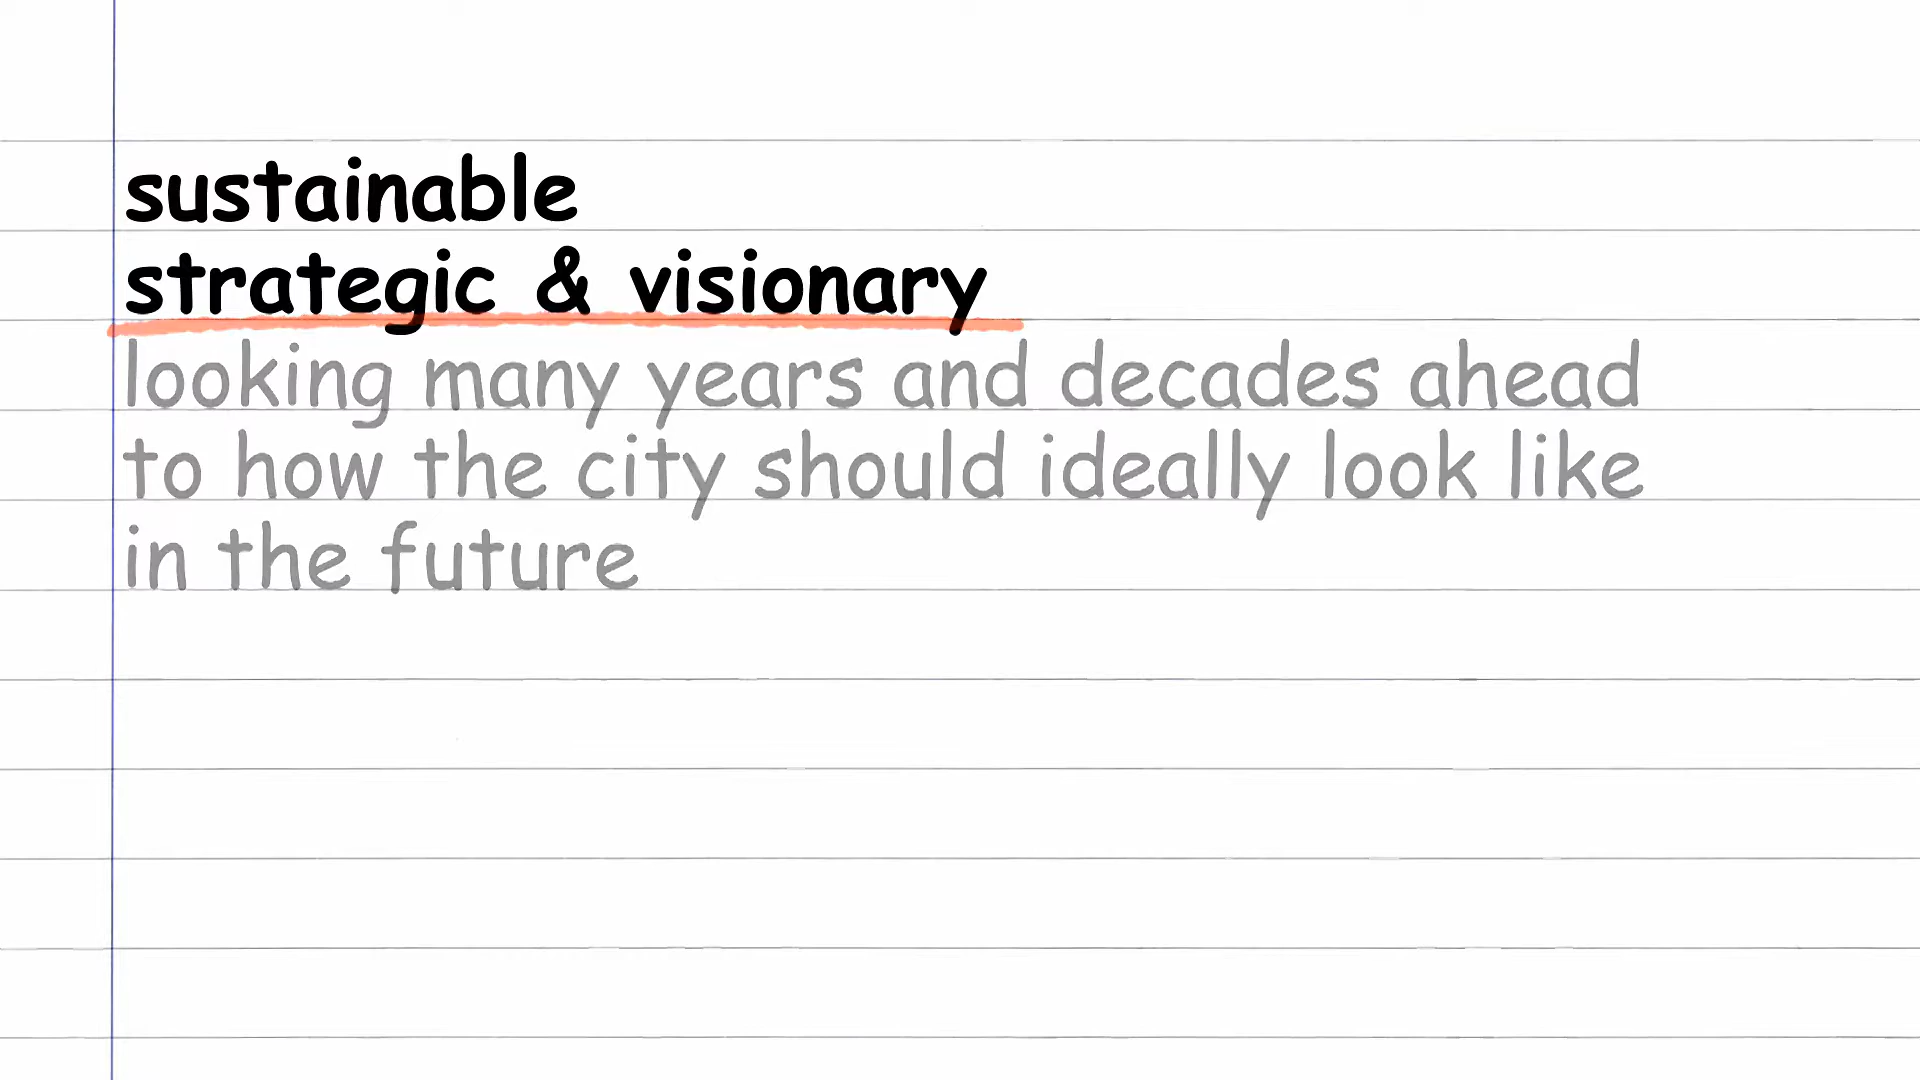 sustainable
strategic & visionary
looking many years and decades ahead
to how the city should ideally look like
in the future